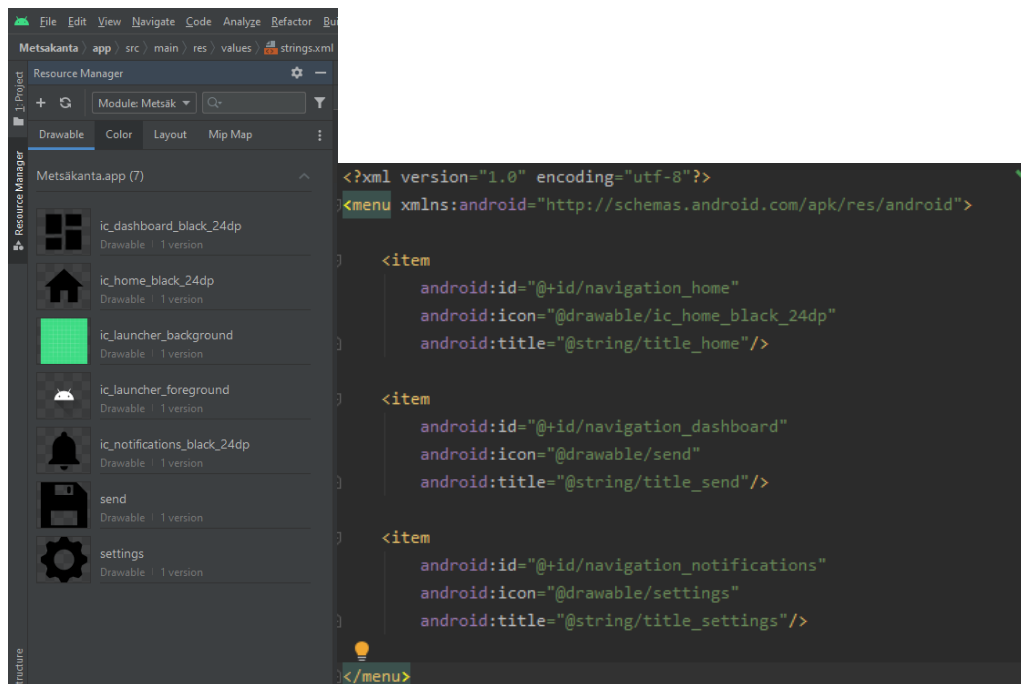 File Edit View Navigate Code Analyze Refactor Bui
Metsakanta app src main res values strings.xml
1: Project
Resource Manager
Resource Manager
Module: Metsäk
Drawable Color Layout Mip Map
Metsäkanta.app (7)
ic_dashboard_black_24dp
Drawable | 1 version
ic_home_black_24dp
Drawable | 1 version
ic_launcher_background
Drawable | 1 version
ic_launcher_foreground
Drawable | 1 version
ic_notifications_black_24dp
Drawable | 1 version
send
Drawable | 1 version
settings
Drawable | 1 version
ructure
<?xml version="1.0" encoding="utf-8"?>
<menu xmlns:android="http://schemas.android.com/apk/res/android">
<item
android:id="@+id/navigation_home"
android:icon="@drawable/ic_home_black_24dp"
android:title="@string/title_home"/>
<item
android:id="@+id/navigation_dashboard"
android:icon="@drawable/send"
android:title="@string/title_send"/>
<item
android:id="@+id/navigation_notifications"
android:icon="@drawable/settings"
android:title="@string/title_settings"/>
</menu>